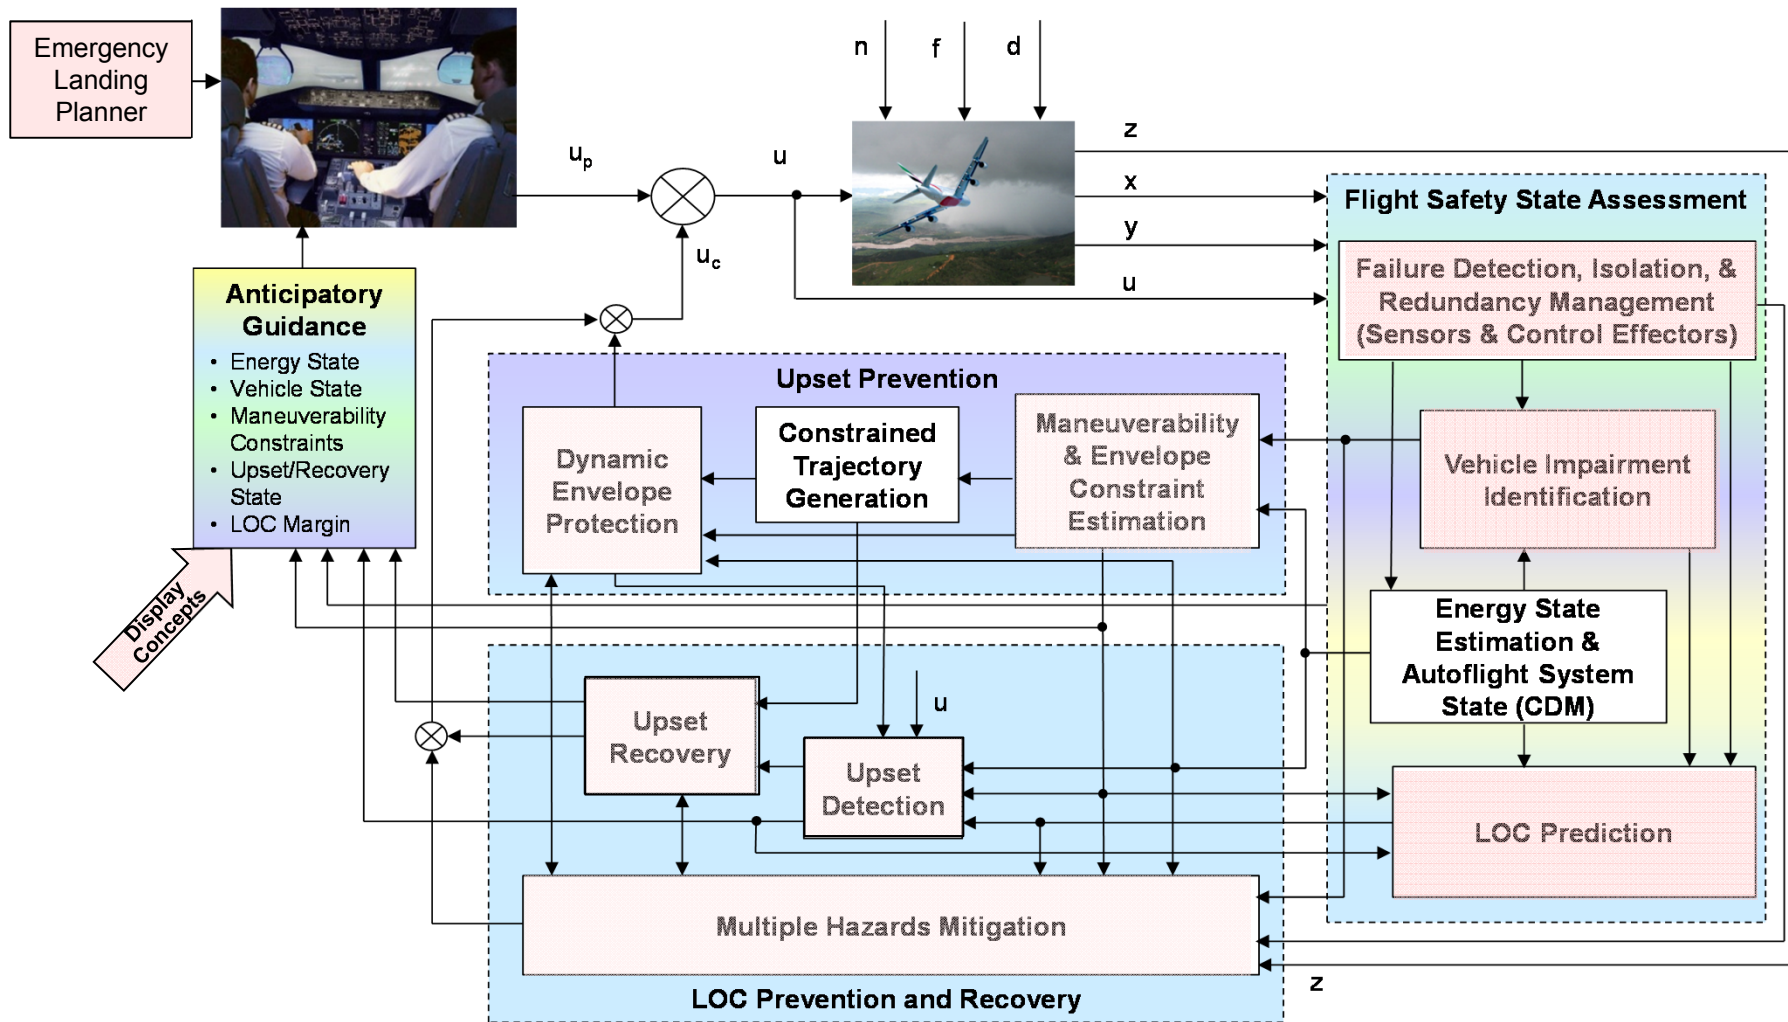 Emergency
Landing
Planner
n
f
d
u_p
u
z
x
y
u
u_c
Flight Safety State Assessment
Failure Detection, Isolation, &
Redundancy Management
(Sensors & Control Effectors)
Anticipatory
Guidance
• Energy State
• Vehicle State
• Maneuverability
Constraints
• Upset/Recovery
State
• LOC Margin
Display
Concepts
Upset Prevention
Dynamic
Envelope
Protection
Constrained
Trajectory
Generation
Maneuverability
& Envelope
Constraint
Estimation
Vehicle Impairment
Identification
Energy State
Estimation &
Autoflight System
State (CDM)
LOC Prediction
Upset
Recovery
u
Upset
Detection
Multiple Hazards Mitigation
LOC Prevention and Recovery
z